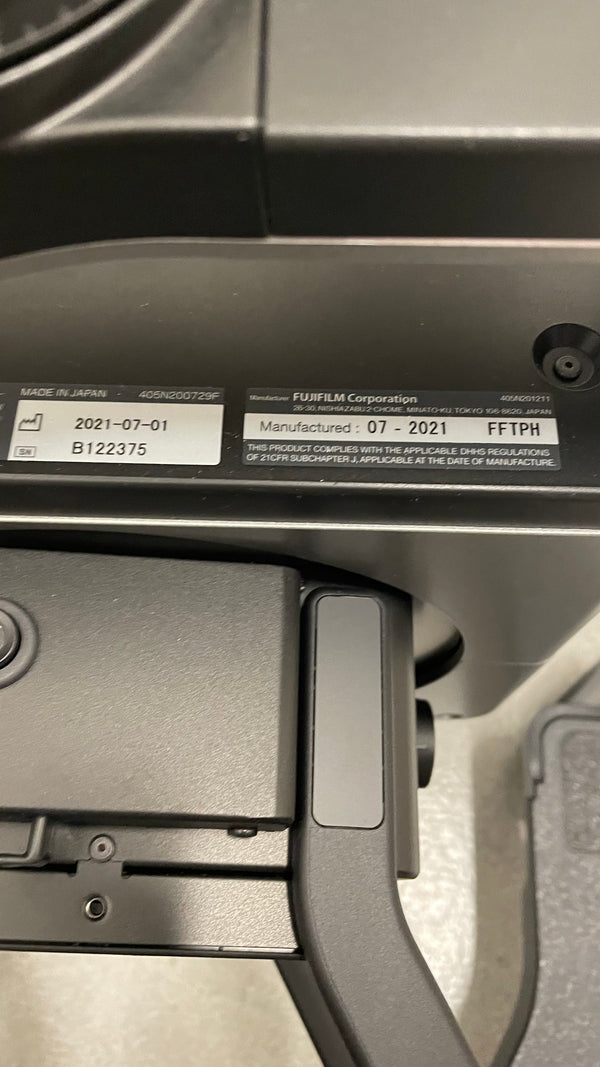 MADE IN JAPAN 405N200729F
2021-07-01
SN B122375
Manufacturer FUJIFILM Corporation 405N201211
26-30, NISHIAZABU 2-CHOME, MINATO-KU, TOKYO 106-8620, JAPAN
Manufactured : 07 - 2021 FFTPH
THIS PRODUCT COMPLIES WITH THE APPLICABLE DHHS REGULATIONS
OF 21CFR SUBCHAPTER J, APPLICABLE AT THE DATE OF MANUFACTURE.